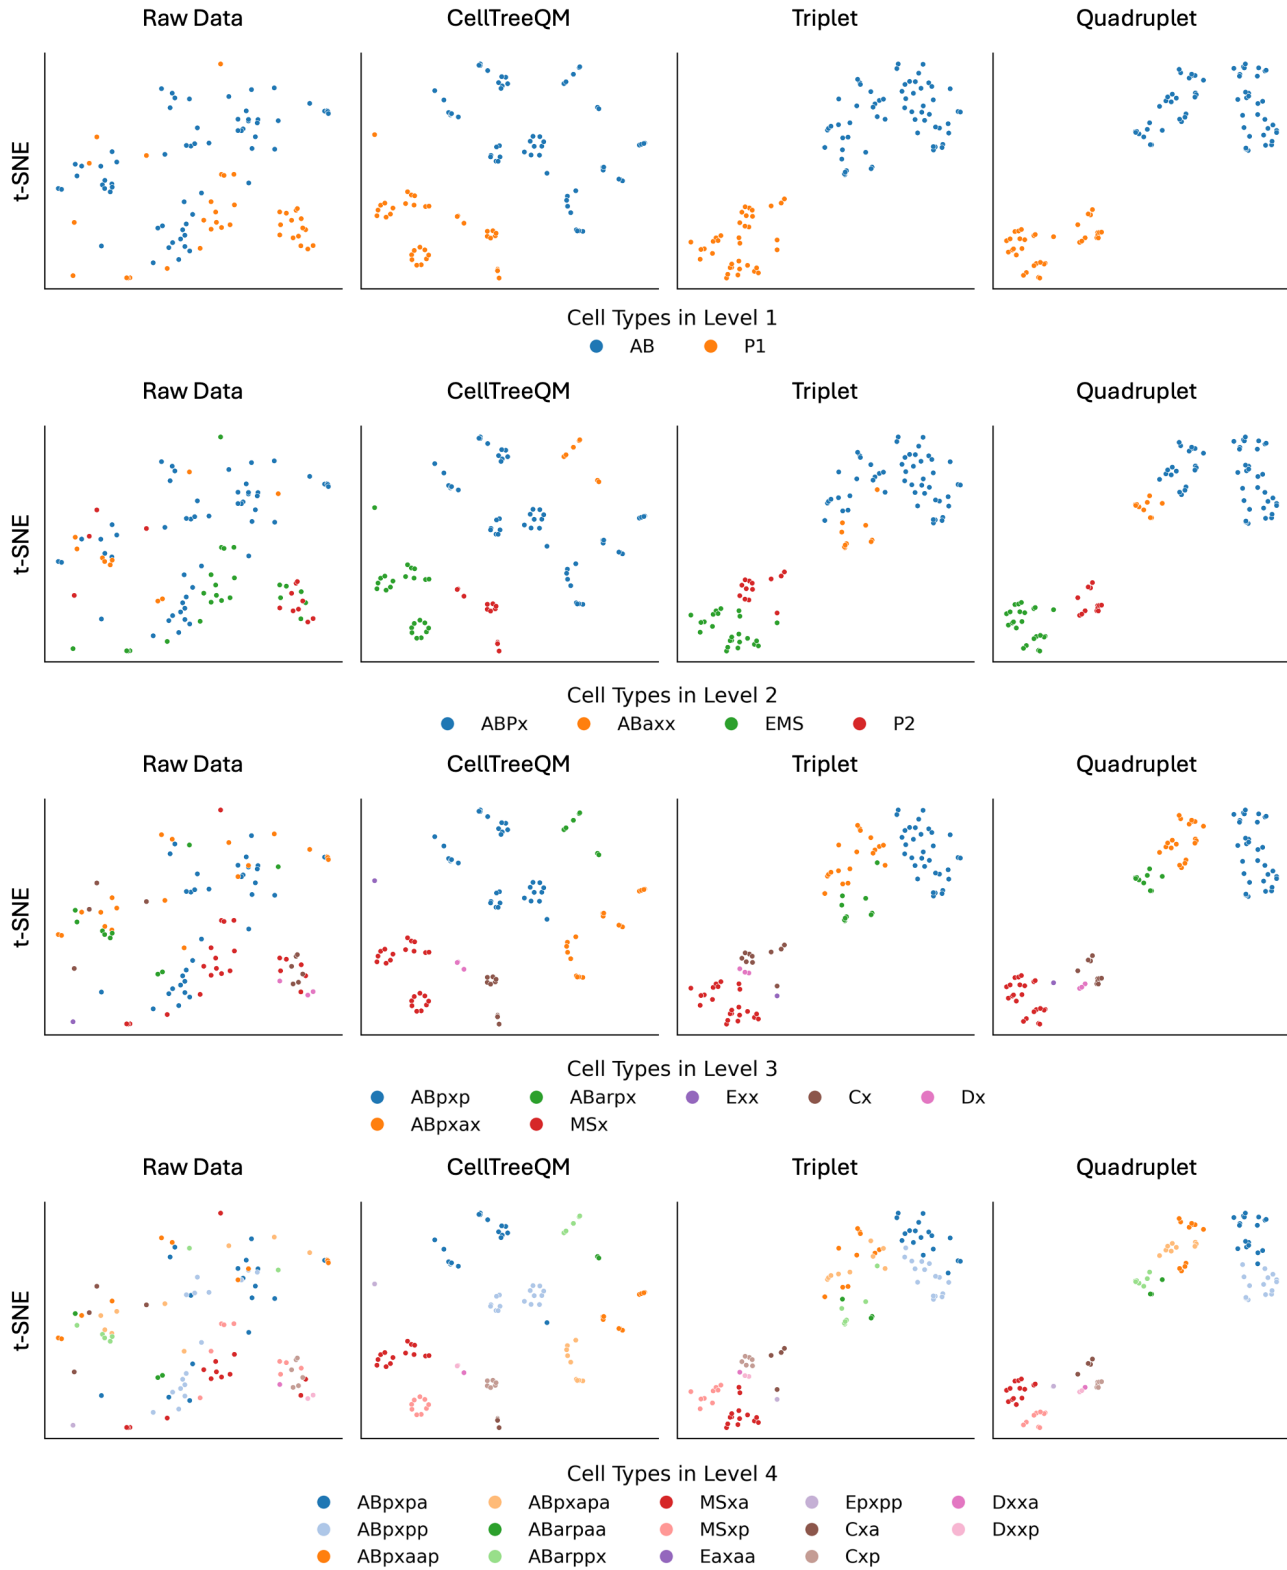 Raw Data CellTreeQM Triplet Quadruplet
t-SNE
Cell Types in Level 1
AB P1
Raw Data CellTreeQM Triplet Quadruplet
t-SNE
Cell Types in Level 2
ABPx ABaxx EMS P2
Raw Data CellTreeQM Triplet Quadruplet
t-SNE
Cell Types in Level 3
ABpxp ABarpx Exx Cx Dx
ABpxax MSx
Raw Data CellTreeQM Triplet Quadruplet
t-SNE
Cell Types in Level 4
ABpxpa ABpxapa MSxa Epxpp Dxxa
ABpxpp ABarpaa MSxp Cxa Dxxp
ABpxaap ABarppx Eaxaa Cxp